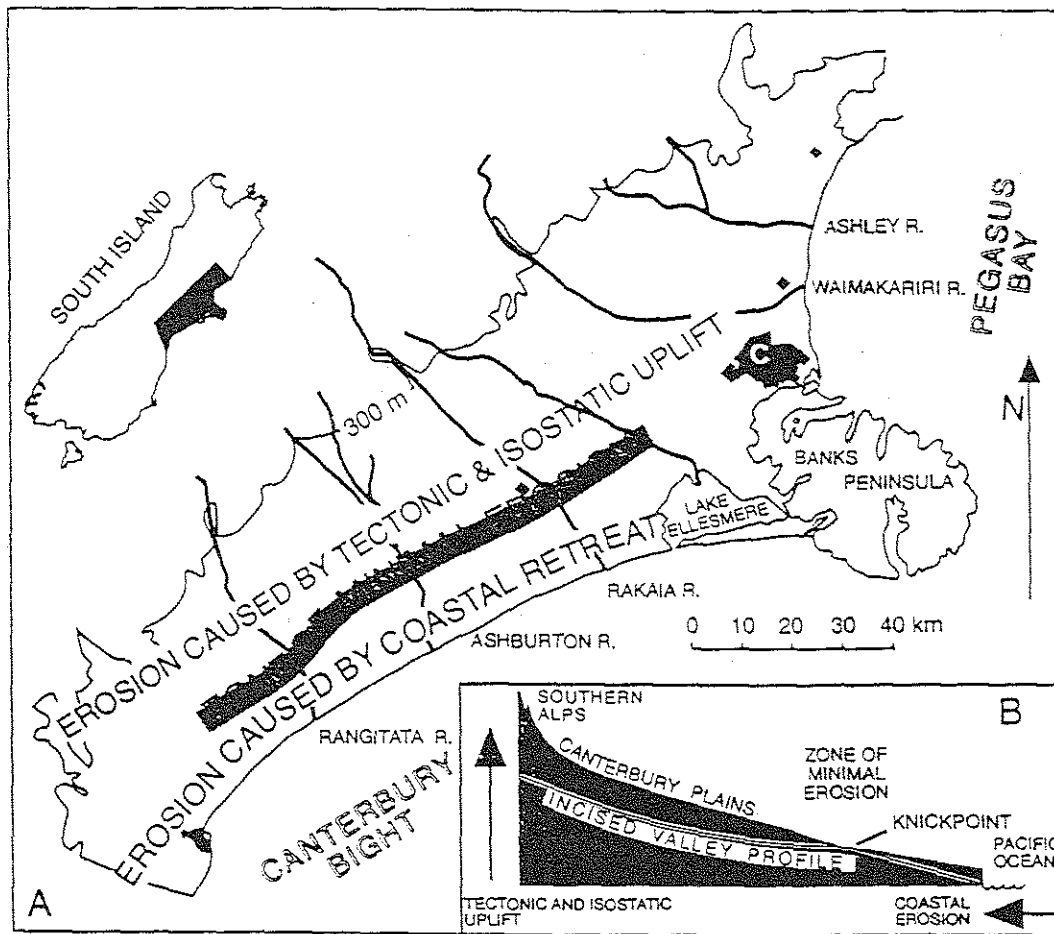 SOUTH ISLAND
ASHLEY R.
WAIMAKARIRI R.
PEGASUS
BAY
C
N
300 m
EROSION CAUSED BY TECTONIC & ISOSTATIC UPLIFT
BANKS
PENINSULA
LAKE
ELLESMERE
EROSION CAUSED BY COASTAL RETREAT
RAKAIA R.
ASHBURTON R.
0 10 20 30 40 km
RANGITATA R.
CANTERBURY
BIGHT
A
B
SOUTHERN
ALPS
CANTERBURY PLAINS
ZONE OF
MINIMAL
EROSION
INCISED VALLEY PROFILE
KNICKPOINT
PACIFIC
OCEAN
TECTONIC AND ISOSTATIC
UPLIFT
COASTAL
EROSION